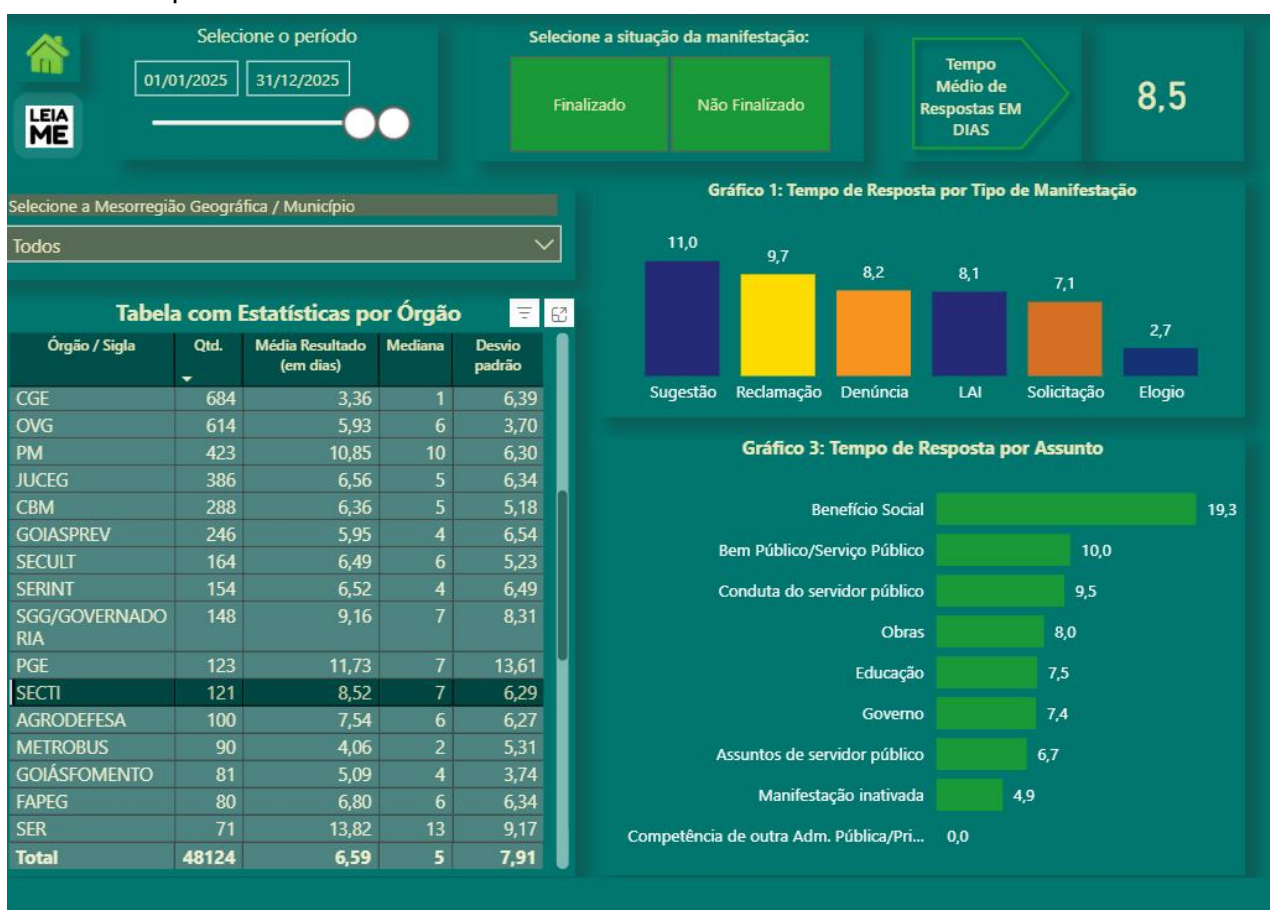 Selecione o período
01/01/2025 31/12/2025
LEIA
ME
Selecione a situação da manifestação:
Finalizado Não Finalizado
Tempo
Médio de
Respostas EM
DIAS
8,5
Selecione a Mesorregião Geográfica / Município
Todos
Tabela com Estatísticas por Órgão
Órgão / Sigla Qtd. Média Resultado (em dias) Mediana Desvio padrão
CGE 684 3,36 1 6,39
OVG 614 5,93 6 3,70
PM 423 10,85 10 6,30
JUCEG 386 6,56 5 6,34
CBM 288 6,36 5 5,18
GOIASPREV 246 5,95 4 6,54
SECULT 164 6,49 6 5,23
SERINT 154 6,52 4 6,49
SGG/GOVERNADO 148 9,16 7 8,31
RIA
PGE 123 11,73 7 13,61
SECTI 121 8,52 7 6,29
AGRODEFESA 100 7,54 6 6,27
METROBUS 90 4,06 2 5,31
GOIÁSFOMENTO 81 5,09 4 3,74
FAPEG 80 6,80 6 6,34
SER 71 13,82 13 9,17
Total 48124 6,59 5 7,91
Gráfico 1: Tempo de Resposta por Tipo de Manifestação
11,0 9,7 8,2 8,1 7,1 2,7
Sugestão Reclamação Denúncia LAI Solicitação Elogio
Gráfico 3: Tempo de Resposta por Assunto
Benefício Social 19,3
Bem Público/Serviço Público 10,0
Conduta do servidor público 9,5
Obras 8,0
Educação 7,5
Governo 7,4
Assuntos de servidor público 6,7
Manifestação inativada 4,9
Competência de outra Adm. Pública/Pri... 0,0